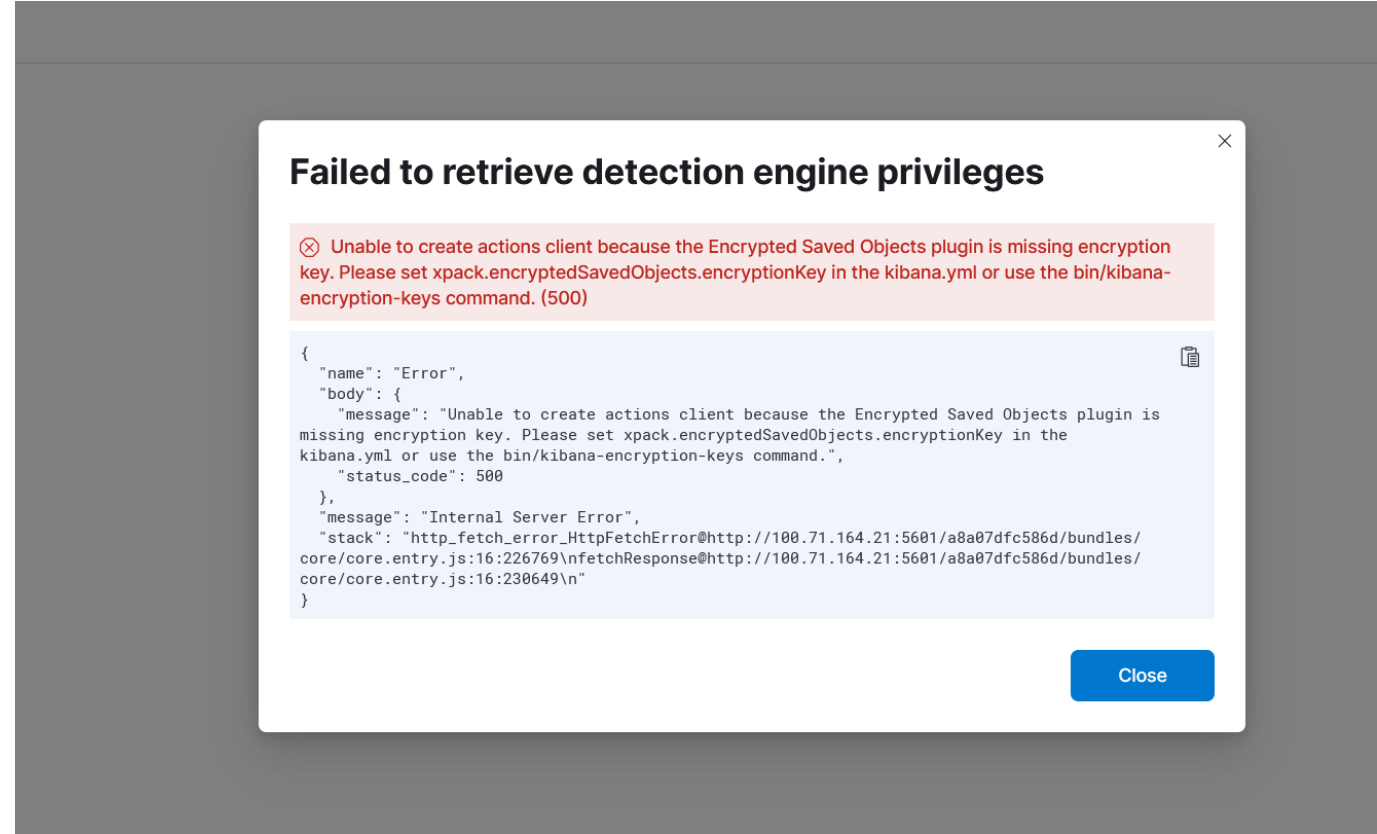 Failed to retrieve detection engine privileges
Unable to create actions client because the Encrypted Saved Objects plugin is missing encryption
key. Please set xpack.encryptedSavedObjects.encryptionKey in the kibana.yml or use the bin/kibana-
encryption-keys command. (500)
{
  "name": "Error",
  "body": {
    "message": "Unable to create actions client because the Encrypted Saved Objects plugin is
missing encryption key. Please set xpack.encryptedSavedObjects.encryptionKey in the
kibana.yml or use the bin/kibana-encryption-keys command.",
    "status_code": 500
  },
  "message": "Internal Server Error",
  "stack": "http_fetch_error_HttpFetchError@http://100.71.164.21:5601/a8a07dfc586d/bundles/
core/core.entry.js:16:226769\nfetchResponse@http://100.71.164.21:5601/a8a07dfc586d/bundles/
core/core.entry.js:16:230649\n"
}
Close